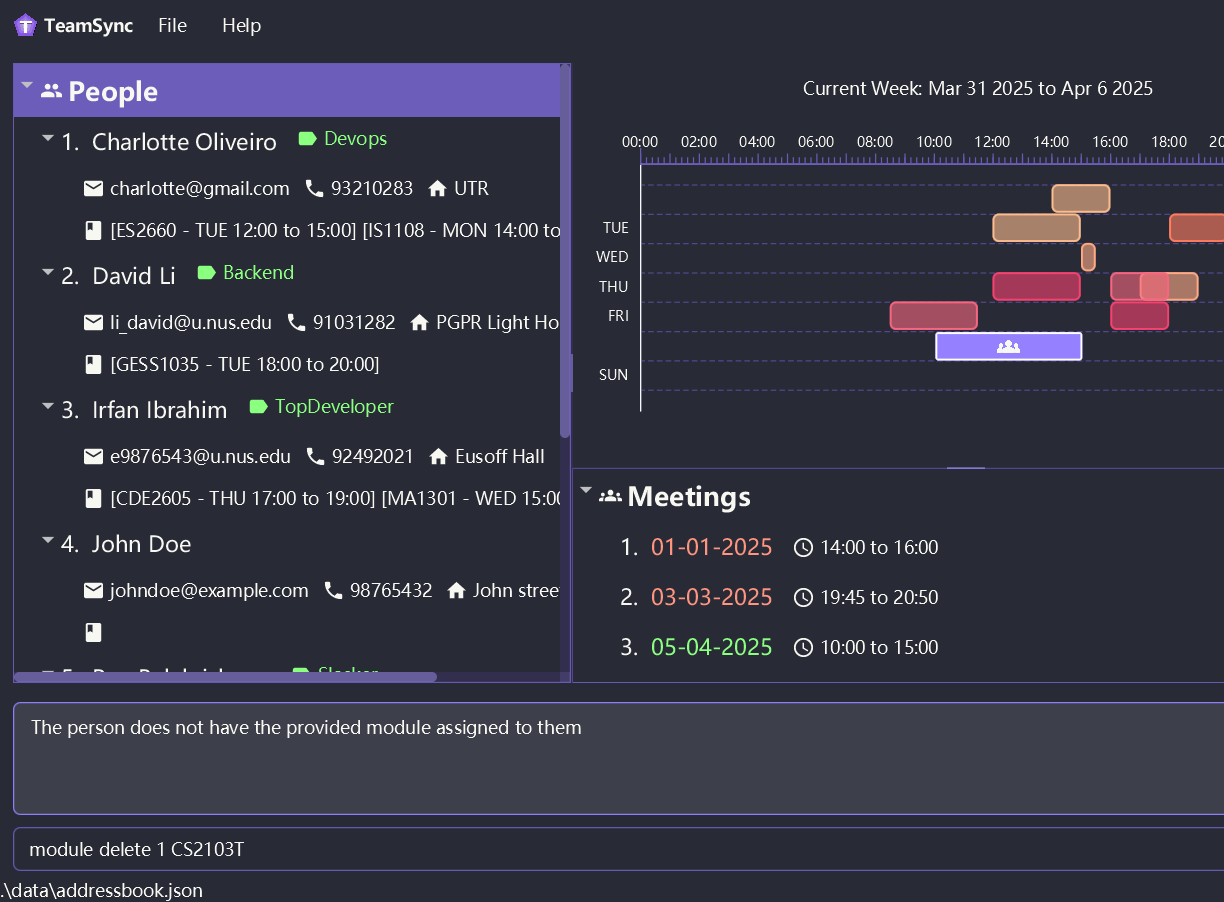 TeamSync File Help
People
1. Charlotte Oliveiro Devops
charlotte@gmail.com 93210283 UTR
[ES2660 - TUE 12:00 to 15:00] [IS1108 - MON 14:00 to
2. David Li Backend
li_david@u.nus.edu 91031282 PGPR Light Ho
[GESS1035 - TUE 18:00 to 20:00]
3. Irfan Ibrahim TopDeveloper
e9876543@u.nus.edu 92492021 Eusoff Hall
[CDE2605 - THU 17:00 to 19:00] [MA1301 - WED 15:00
4. John Doe
johndoe@example.com 98765432 John stree
Current Week: Mar 31 2025 to Apr 6 2025
00:00 02:00 04:00 06:00 08:00 10:00 12:00 14:00 16:00 18:00 20
TUE
WED
THU
FRI
SUN
Meetings
1. 01-01-2025 14:00 to 16:00
2. 03-03-2025 19:45 to 20:50
3. 05-04-2025 10:00 to 15:00
The person does not have the provided module assigned to them
module delete 1 CS2103T
.\data\addressbook.json